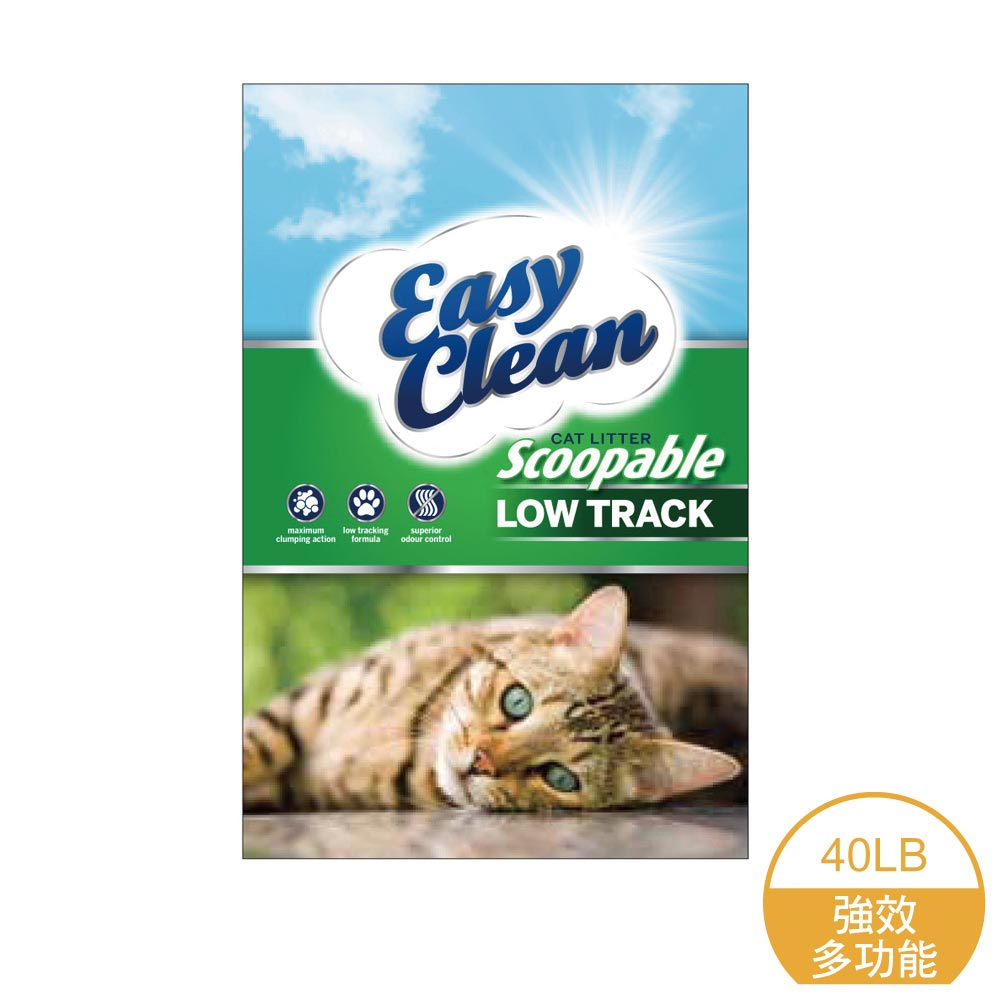 Easy
Clean
CAT LITTER
Scoopable
LOW TRACK
maximum
clumping action
low tracking
formula
superior
odour control
40LB
強效
多功能